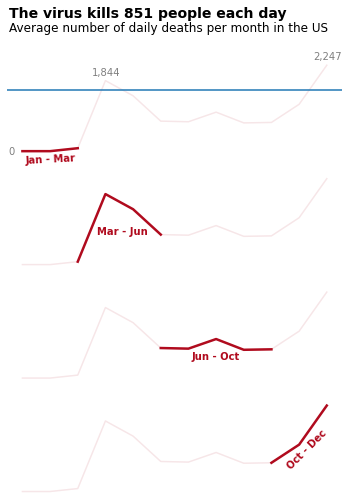 The virus kills 851 people each day
Average number of daily deaths per month in the US
2,247
1,844
0
Jan - Mar
Mar - Jun
Jun - Oct
Oct - Dec